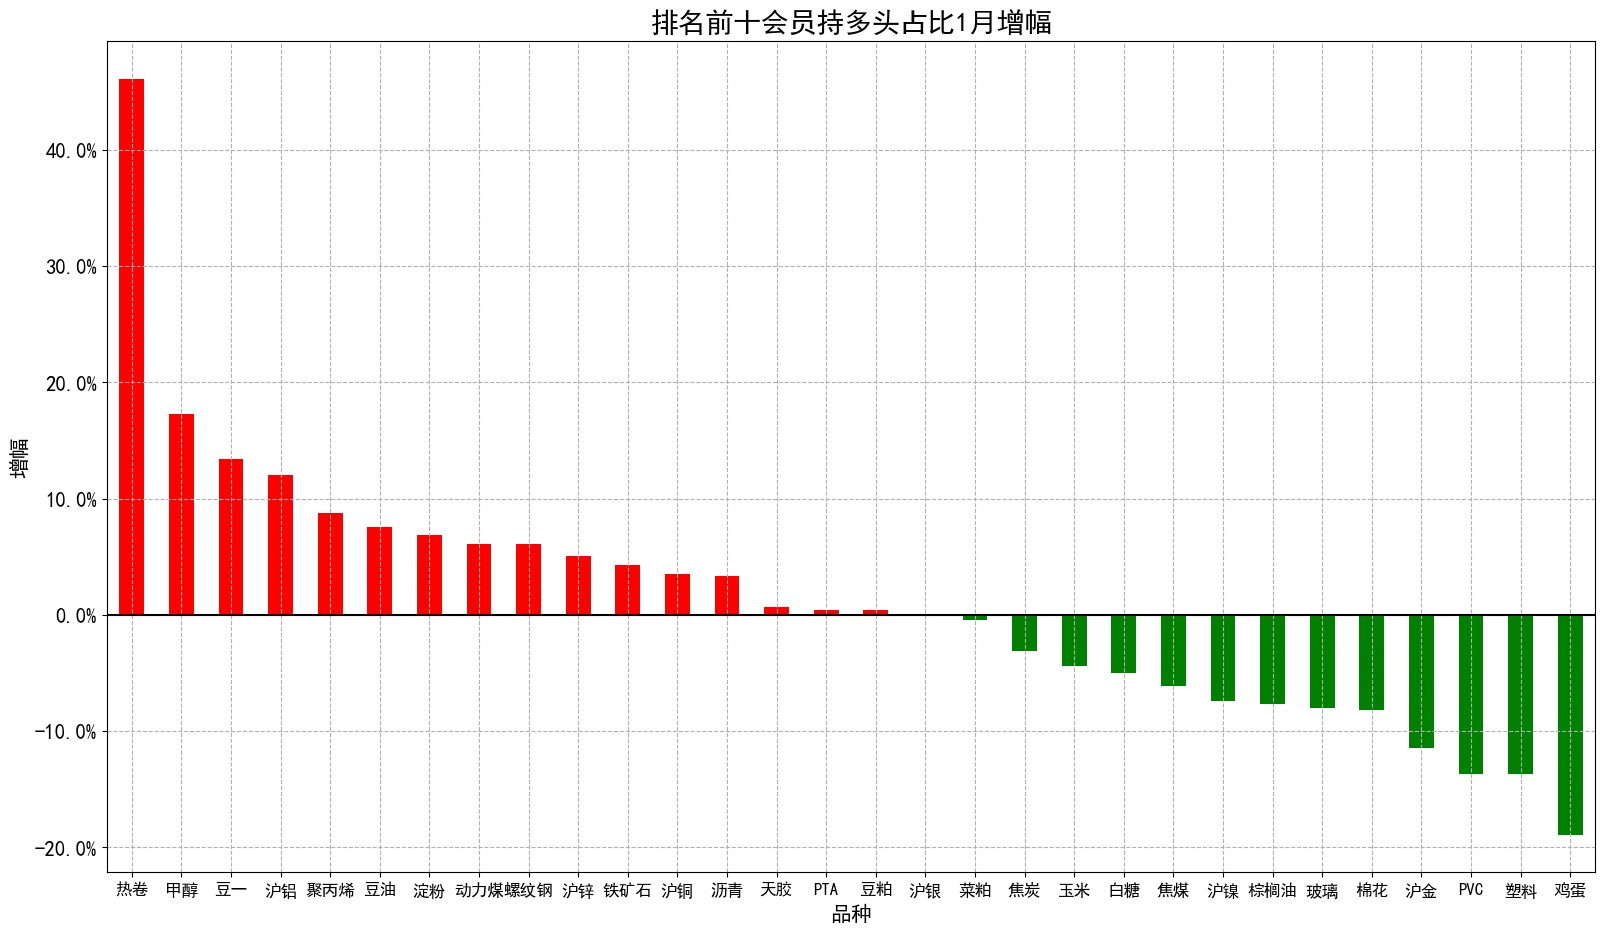 排名前十会员持多头占比1月增幅
增幅
40.0%
30.0%
20.0%
10.0%
0.0%
-10.0%
-20.0%
热卷 甲醇 豆一 沪铝 聚丙烯 豆油 淀粉 动力煤 螺纹钢 沪锌 铁矿石 沪铜 沥青 天胶 PTA 豆粕 沪银 菜粕 焦炭 玉米 白糖 焦煤 沪镍 棕榈油 玻璃 棉花 沪金 PVC 塑料 鸡蛋
品种